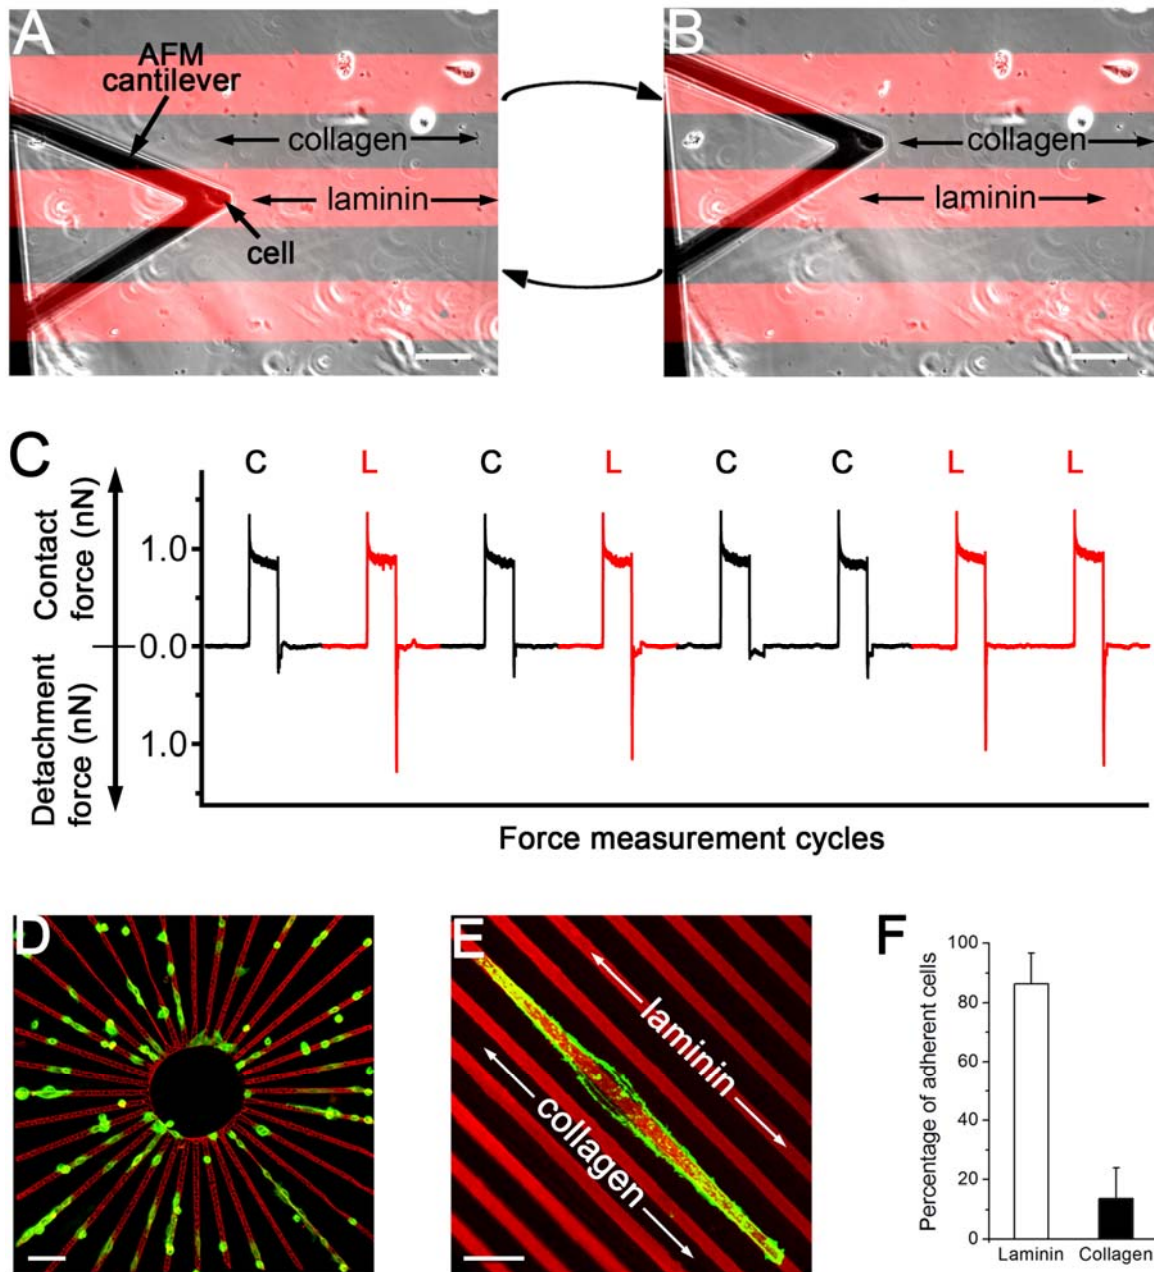 A
AFM
cantilever
collagen
laminin
cell
B
collagen
laminin
C
C L C L C C L L
Contact
force (nN)
Detachment
force (nN)
1.0
0.0
1.0
Force measurement cycles
D
E
laminin
collagen
F
Percentage of adherent cells
100
80
60
40
20
0
Laminin Collagen